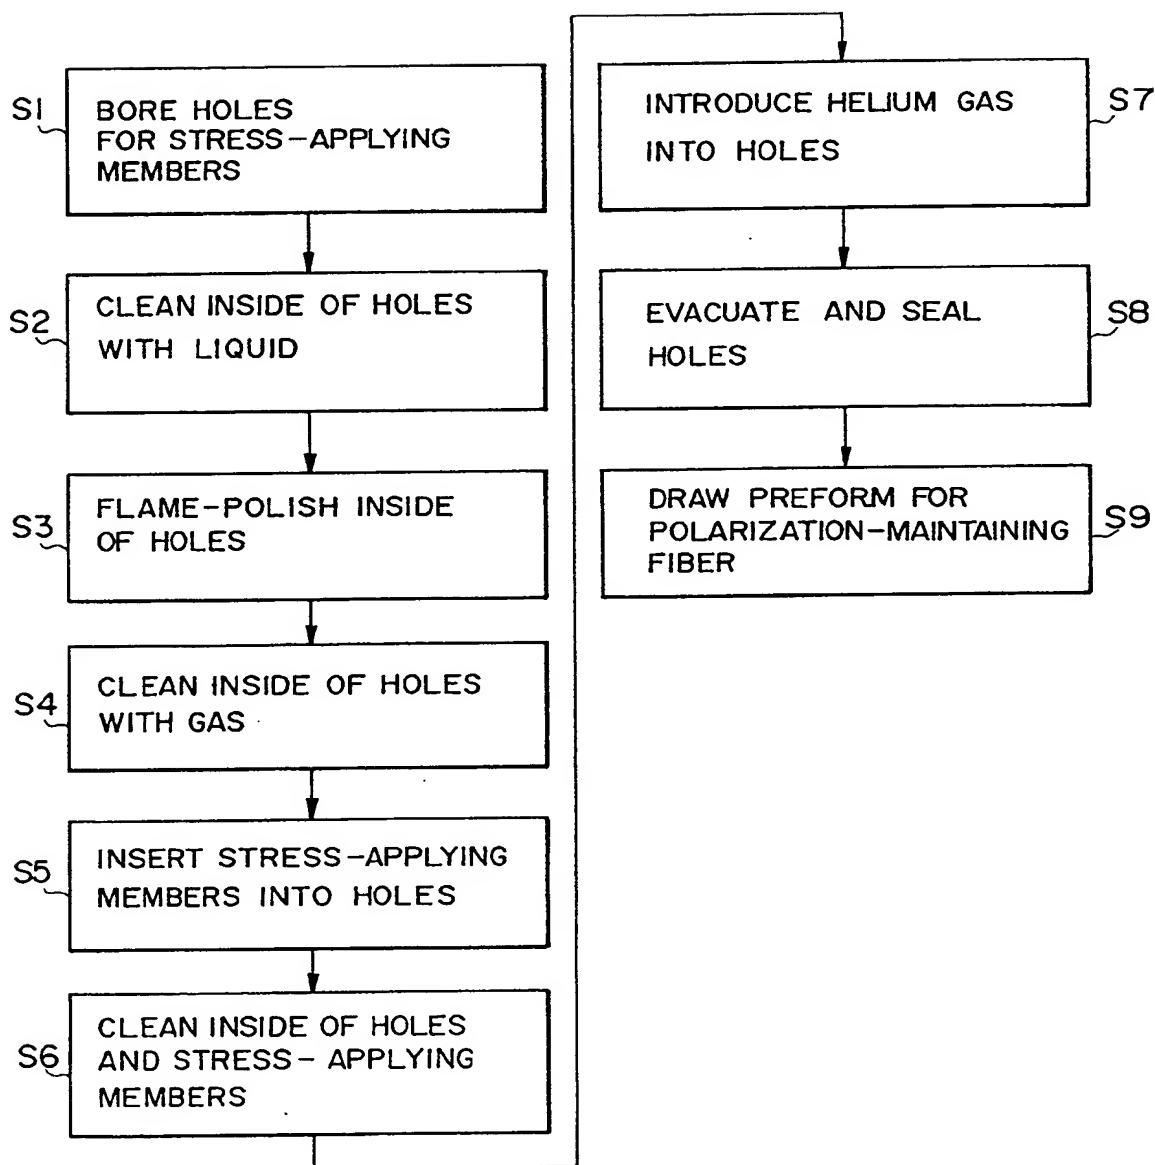 S1
BORE HOLES
FOR STRESS-APPLYING
MEMBERS
S2
CLEAN INSIDE OF HOLES
WITH LIQUID
S3
FLAME-POLISH INSIDE
OF HOLES
S4
CLEAN INSIDE OF HOLES
WITH GAS
S5
INSERT STRESS-APPLYING
MEMBERS INTO HOLES
S6
CLEAN INSIDE OF HOLES
AND STRESS-APPLYING
MEMBERS
S7
INTRODUCE HELIUM GAS
INTO HOLES
S8
EVACUATE AND SEAL
HOLES
S9
DRAW PREFORM FOR
POLARIZATION-MAINTAINING
FIBER